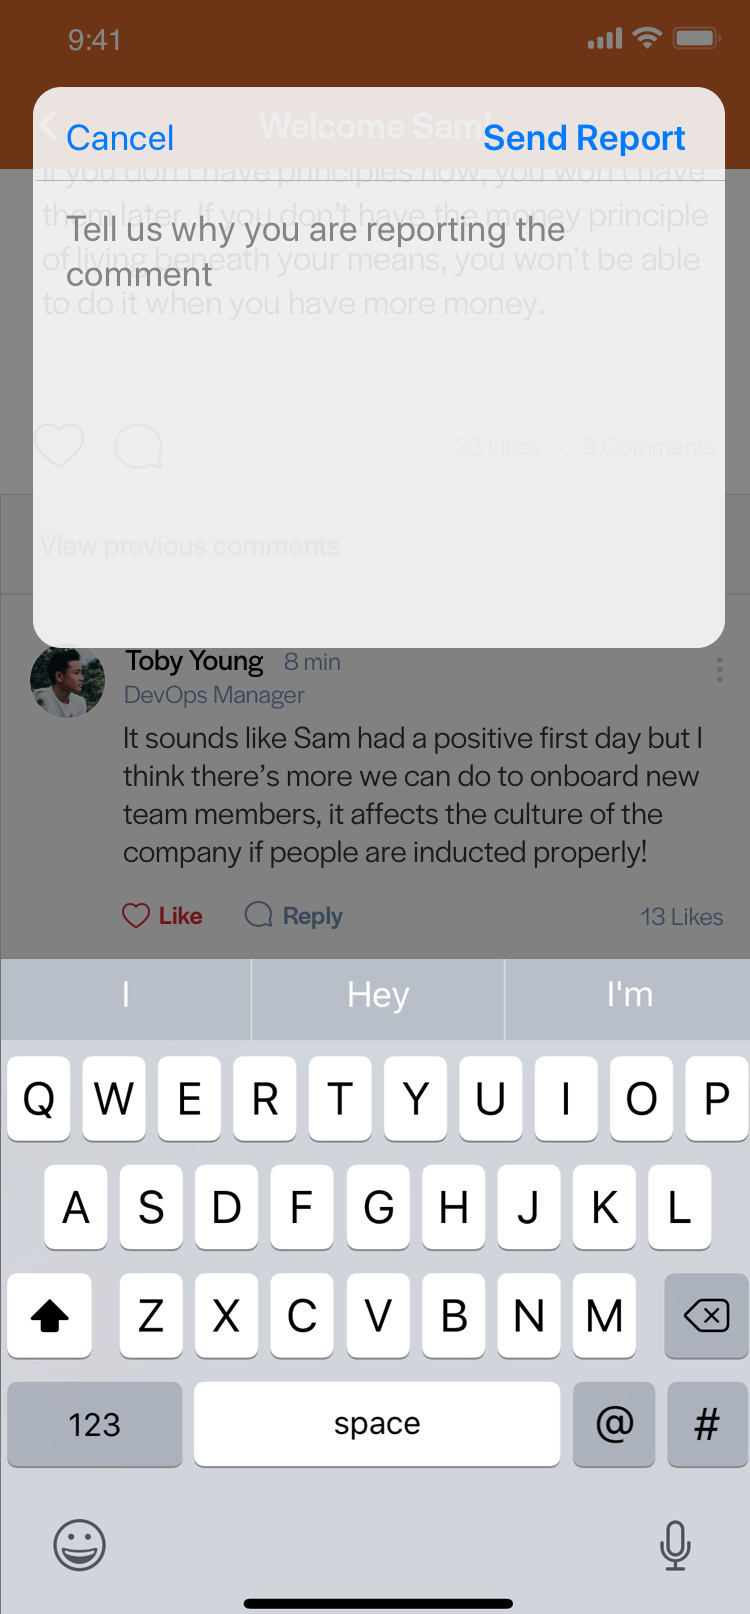 9:41
Welcome Sam!
Cancel
Send Report
If you don't have principles now, you won't have
them later. If you don't have the money principle
of living beneath your means, you won't be able
to do it when you have more money.
Tell us why you are reporting the
comment
23 Likes · 9 Comments
View previous comments
Toby Young 8 min
DevOps Manager
It sounds like Sam had a positive first day but I
think there's more we can do to onboard new
team members, it affects the culture of the
company if people are inducted properly!
Like Reply 13 Likes
I Hey I'm
Q W E R T Y U I O P
A S D F G H J K L
Z X C V B N M
123 space @ #